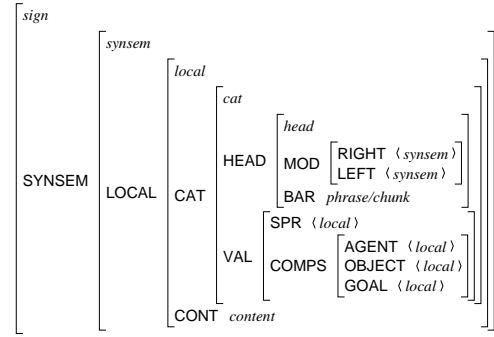 sign
synsem
local
cat
head
RIGHT ⟨ synsem ⟩
MOD
LEFT ⟨ synsem ⟩
HEAD
BAR phrase/chunk
SYNSEM LOCAL CAT
SPR ⟨ local ⟩
AGENT ⟨ local ⟩
VAL
COMPS OBJECT ⟨ local ⟩
GOAL ⟨ local ⟩
CONT content